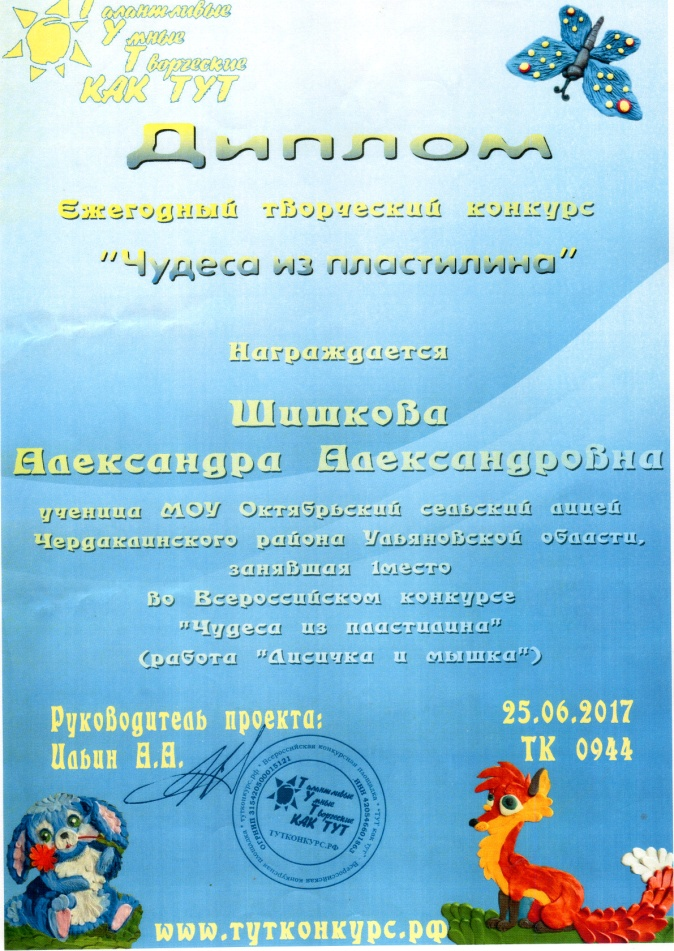 Талантливые
Умные
Творческие
КАК ТУТ
Диплом
Ежегодный творческий конкурс
"Чудеса из пластилина"
Награждается
Шишкова
Александра Александровна
ученица МОУ Октябрьский сельский лицей
Чердаклинского района Ульяновской области,
занявшая 1место
во Всероссийском конкурсе
"Чудеса из пластилина"
(работа "Лисичка и мышка")
Руководитель проекта:
Ильин А.А.
25.06.2017
ТК 0944
Талантливые
Умные
Творческие
КАК ТУТ
ТУТКОНКУРС.РФ
www.тутконкурс.рф